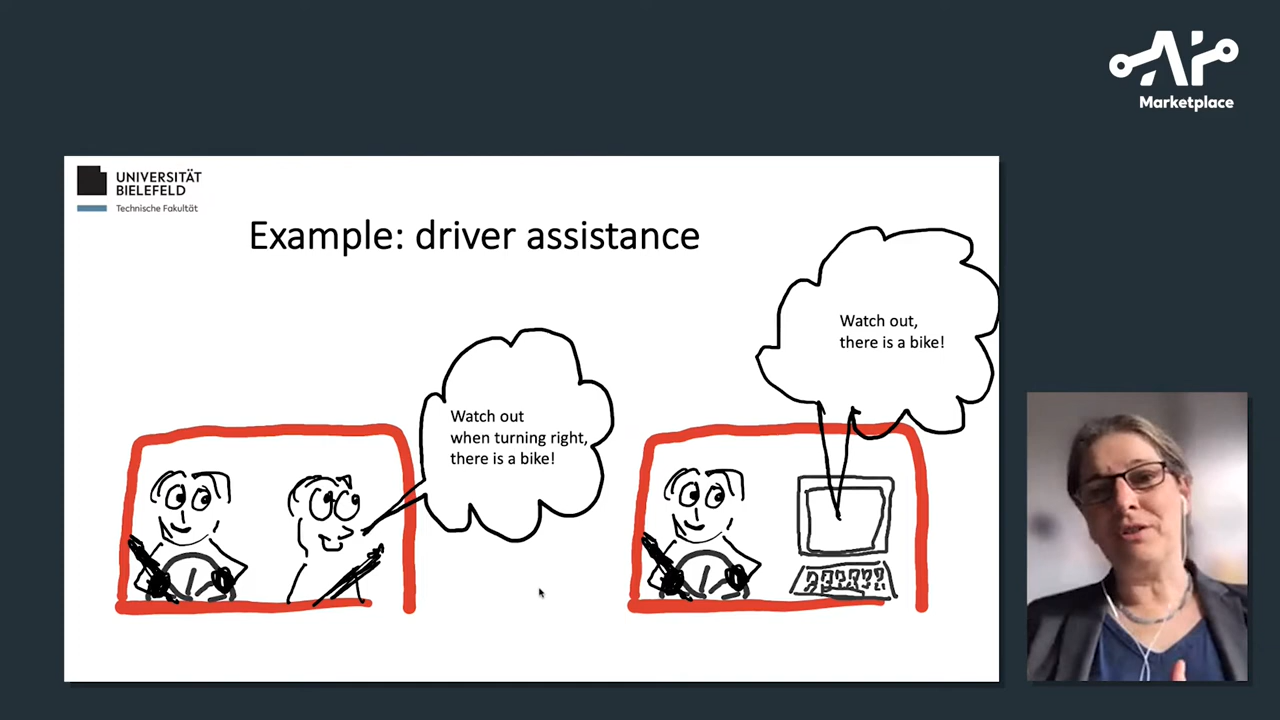 AI
Marketplace
UNIVERSITÄT
BIELEFELD
Technische Fakultät
Example: driver assistance
Watch out
when turning right,
there is a bike!
Watch out,
there is a bike!